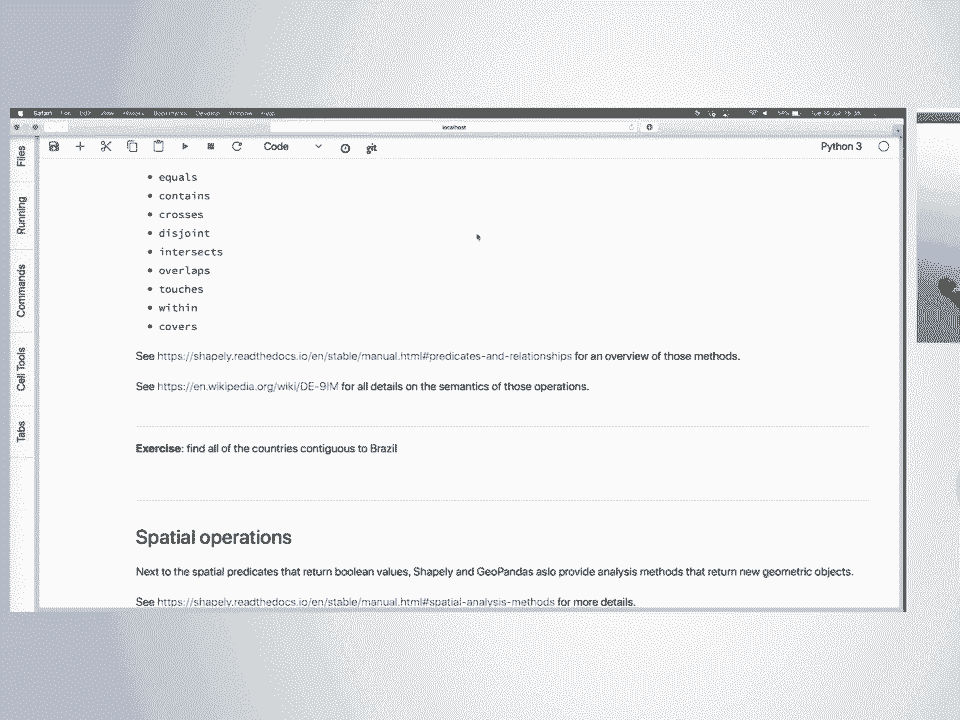 Safari
localhost
Code
git
Python 3
Files
Running
Commands
Cell Tools
Tabs
equals
contains
crosses
disjoint
intersects
overlaps
touches
within
covers
See https://shapely.readthedocs.io/en/stable/manual.html#predicates-and-relationships for an overview of those methods.
See https://en.wikipedia.org/wiki/DE-9IM for all details on the semantics of those operations.
Exercise: find all of the countries contiguous to Brazil
Spatial operations
Next to the spatial predicates that return boolean values, Shapely and GeoPandas aslo provide analysis methods that return new geometric objects.
See https://shapely.readthedocs.io/en/stable/manual.html#spatial-analysis-methods for more details.